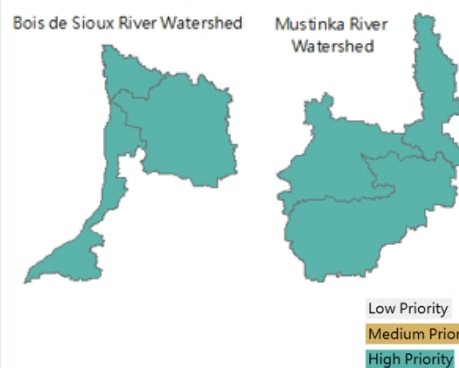 Bois de Sioux River Watershed
Mustinka River
Watershed
Low Priority
Medium Prior
High Priority